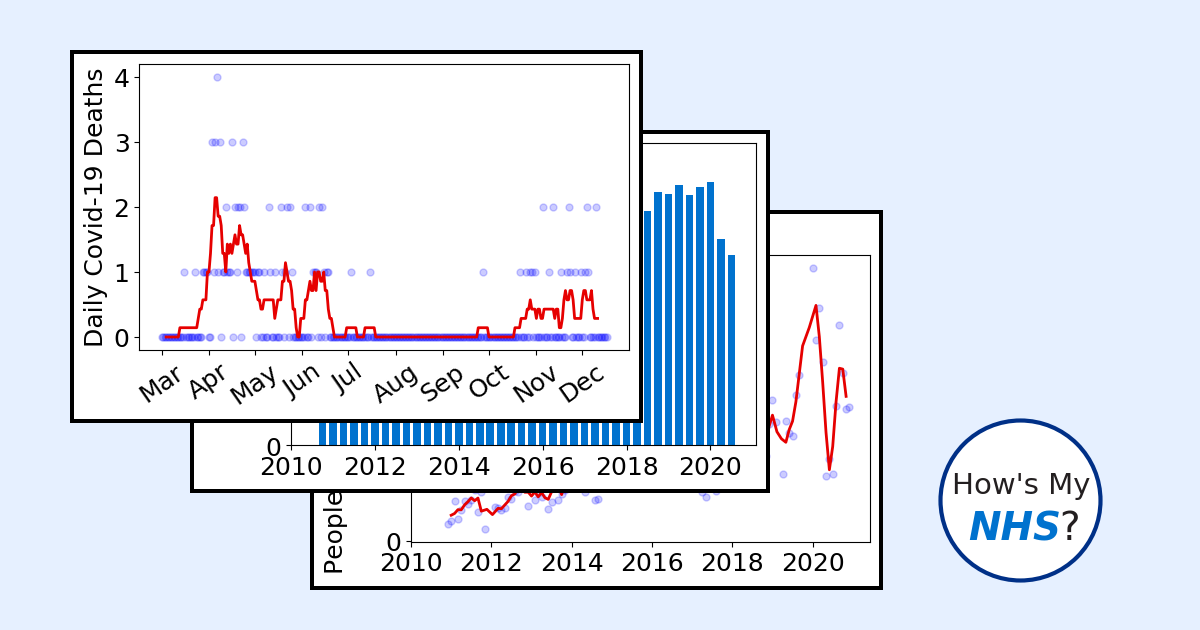 Daily Covid-19 Deaths
4
3
2
1
0
Mar Apr May Jun Jul Aug Sep Oct Nov Dec
0
2010 2012 2014 2016 2018 2020
People
0
2010 2012 2014 2016 2018 2020
How's My
NHS?